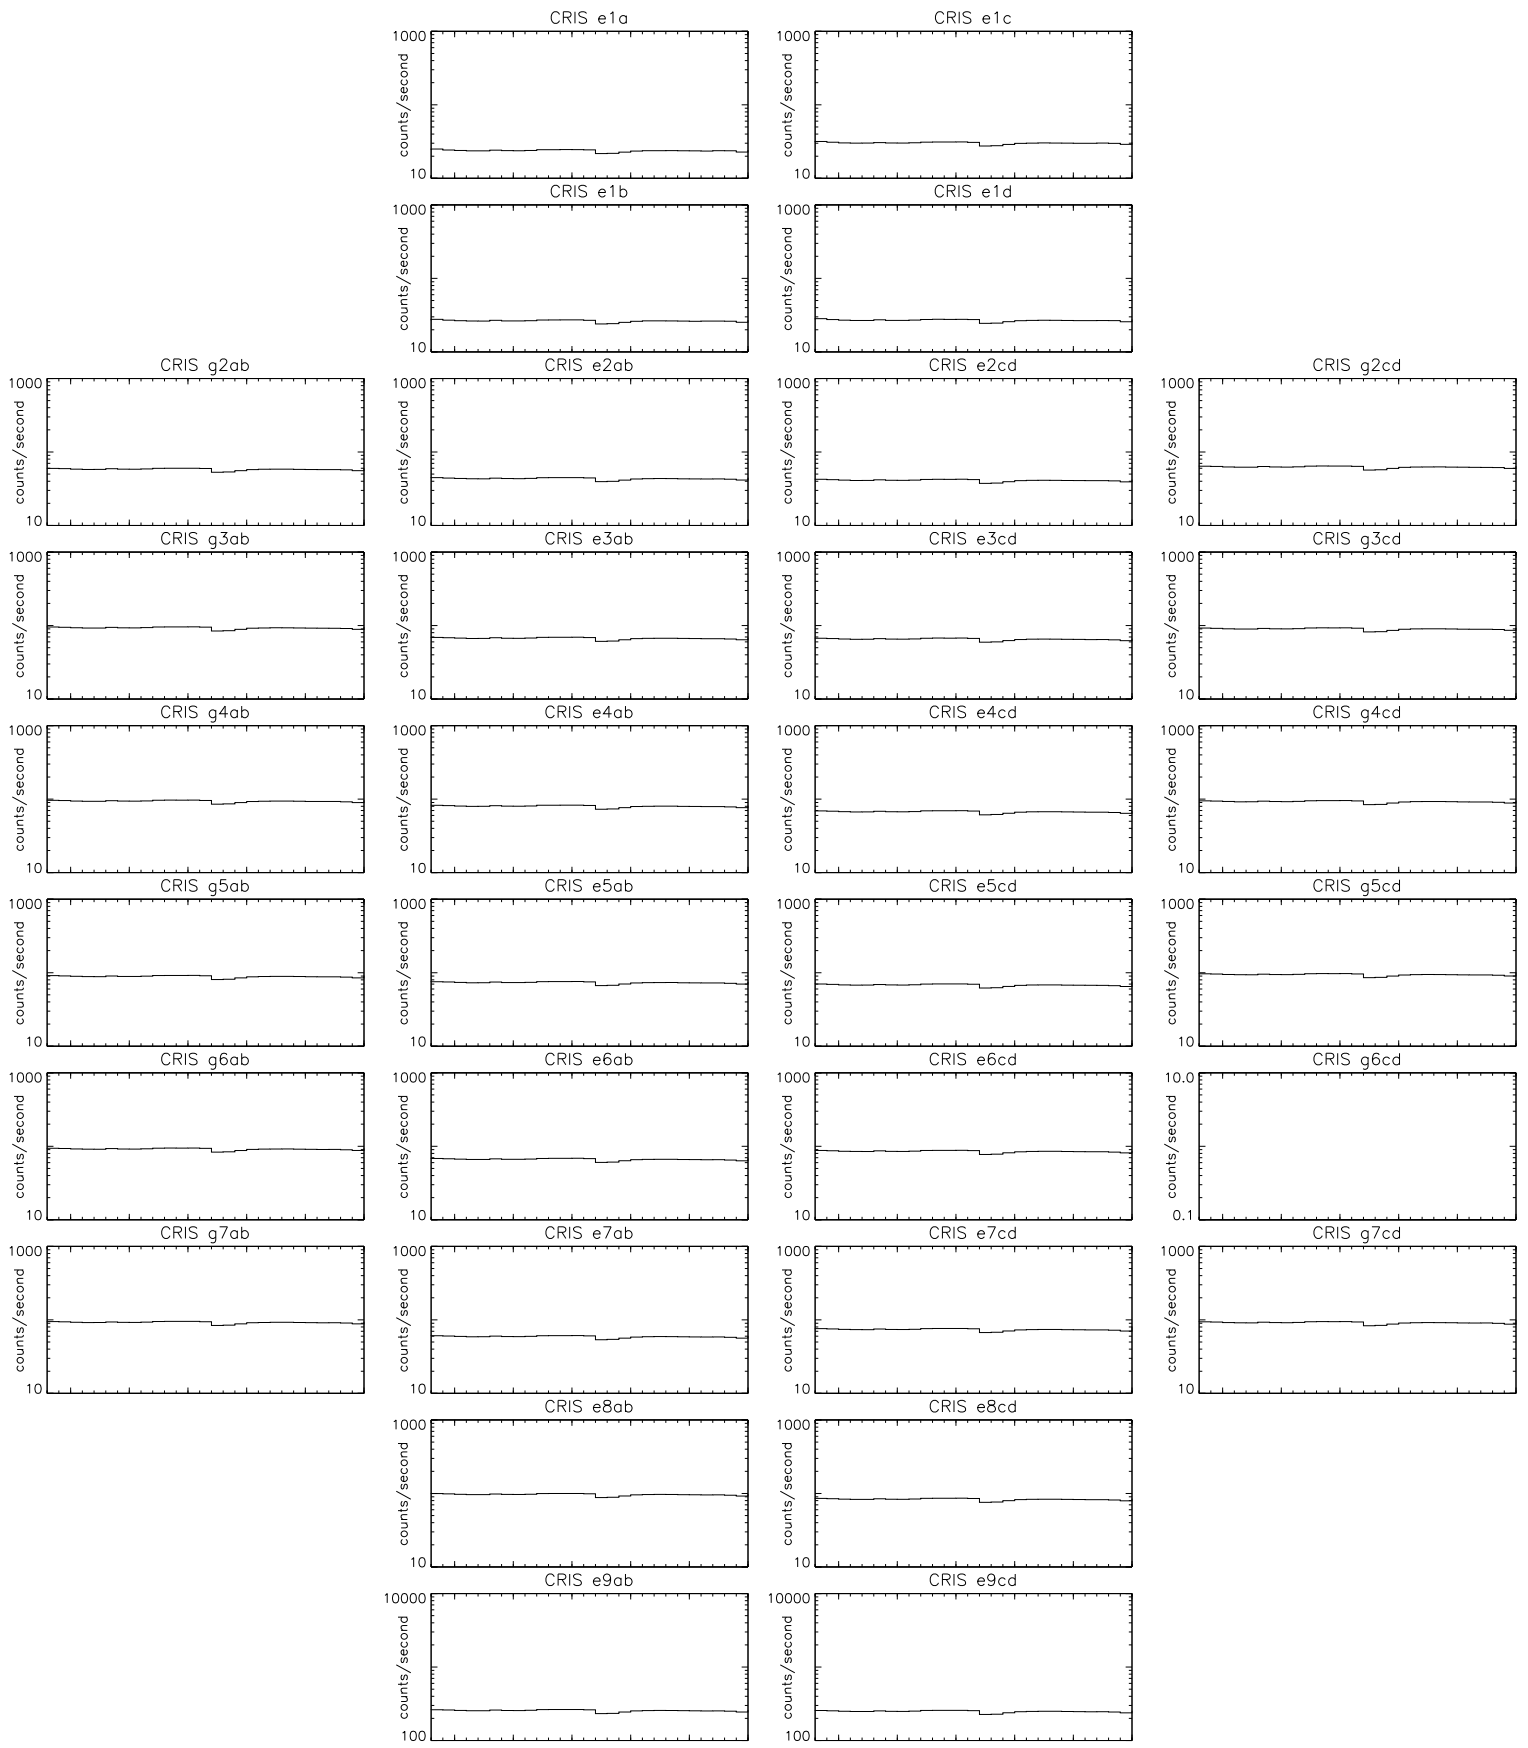 CRIS e1a
1000
counts/second
10
CRIS e1c
1000
counts/second
10
CRIS e1b
1000
counts/second
10
CRIS e1d
1000
counts/second
10
CRIS g2ab
1000
counts/second
10
CRIS e2ab
1000
counts/second
10
CRIS e2cd
1000
counts/second
10
CRIS g2cd
1000
counts/second
10
CRIS g3ab
1000
counts/second
10
CRIS e3ab
1000
counts/second
10
CRIS e3cd
1000
counts/second
10
CRIS g3cd
1000
counts/second
10
CRIS g4ab
1000
counts/second
10
CRIS e4ab
1000
counts/second
10
CRIS e4cd
1000
counts/second
10
CRIS g4cd
1000
counts/second
10
CRIS g5ab
1000
counts/second
10
CRIS e5ab
1000
counts/second
10
CRIS e5cd
1000
counts/second
10
CRIS g5cd
1000
counts/second
10
CRIS g6ab
1000
counts/second
10
CRIS e6ab
1000
counts/second
10
CRIS e6cd
1000
counts/second
10
CRIS g6cd
10.0
counts/second
0.1
CRIS g7ab
1000
counts/second
10
CRIS e7ab
1000
counts/second
10
CRIS e7cd
1000
counts/second
10
CRIS g7cd
1000
counts/second
10
CRIS e8ab
1000
counts/second
10
CRIS e8cd
1000
counts/second
10
CRIS e9ab
10000
counts/second
100
CRIS e9cd
10000
counts/second
100